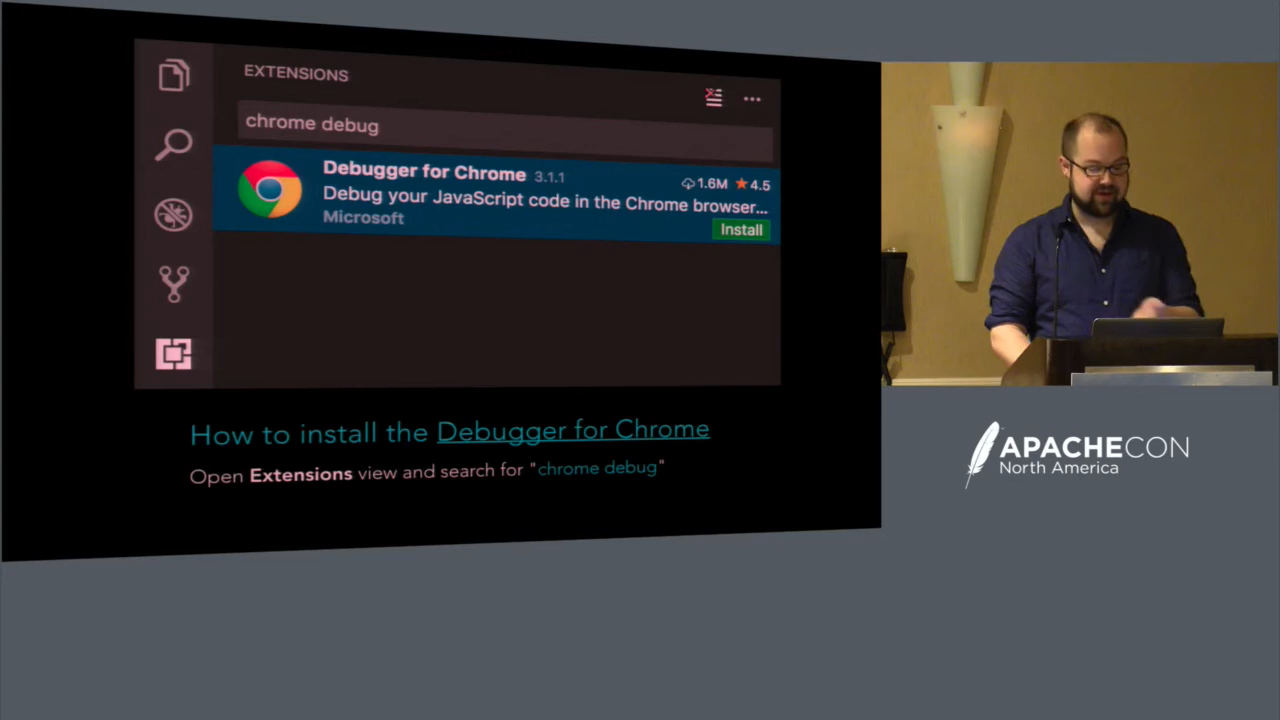 EXTENSIONS
chrome debug
Debugger for Chrome 3.1.1 1.6M 4.5
Debug your JavaScript code in the Chrome browser...
Microsoft Install
How to install the Debugger for Chrome
Open Extensions view and search for "chrome debug"
APACHECON
North America